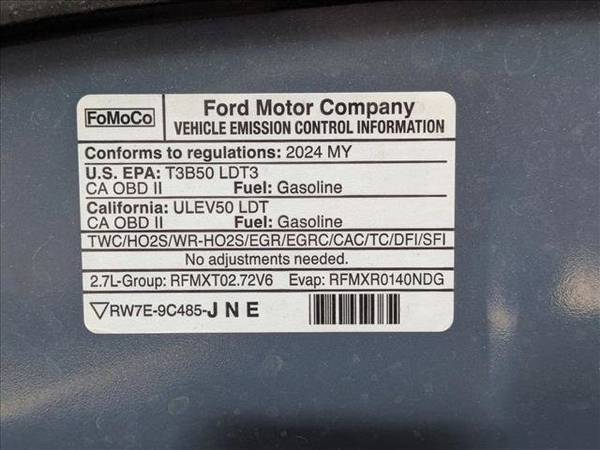 FoMoCo
Ford Motor Company
VEHICLE EMISSION CONTROL INFORMATION
Conforms to regulations: 2024 MY
U.S. EPA: T3B50 LDT3
CA OBD II Fuel: Gasoline
California: ULEV50 LDT
CA OBD II Fuel: Gasoline
TWC/HO2S/WR-HO2S/EGR/EGRC/CAC/TC/DFI/SFI
No adjustments needed.
2.7L-Group: RFMXT02.72V6 Evap: RFMXR0140NDG
RW7E-9C485-JNE